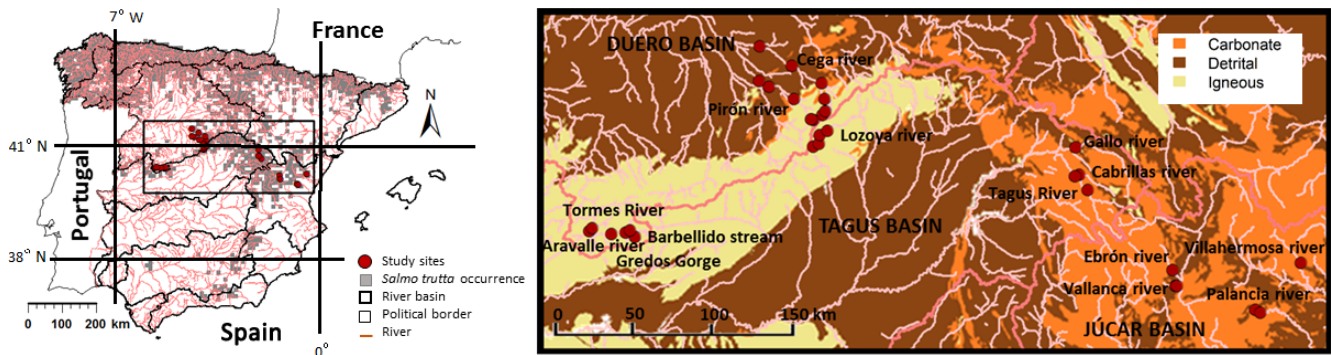 7° W
France
N
41° N
Portugal
38° N
Study sites
Salmo trutta occurrence
River basin
Political border
River
0 100 200 km
Spain
0°
DUERO BASIN
Cega river
Pirón river
Lozoya river
Carbonate
Detrital
Igneous
Gallo river
Cabrillas river
Tagus River
TAGUS BASIN
Tormes River
Aravalle river
Barbellido stream
Gredos Gorge
Ebrón river
Villahermosa river
Vallanca river
Palancia river
JÚCAR BASIN
0 50 100 150 km